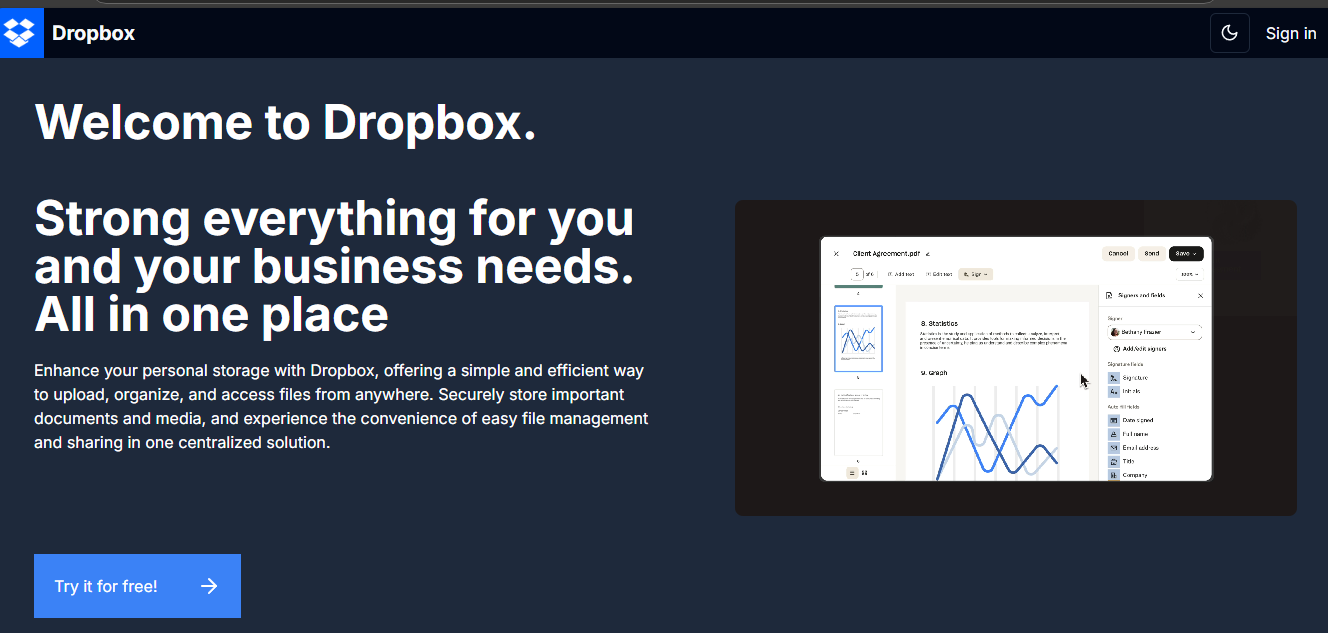 Dropbox
Sign in
Welcome to Dropbox.
Strong everything for you
and your business needs.
All in one place
Enhance your personal storage with Dropbox, offering a simple and efficient way
to upload, organize, and access files from anywhere. Securely store important
documents and media, and experience the convenience of easy file management
and sharing in one centralized solution.
Try it for free!
Client Agreement.pdf
Cancel
Send
Save
5 of 6
Add text
Edit text
Sign
100%
Signers and fields
Signer
Bethany Frazier
Add/edit signers
Signature fields
Signature
Initials
Auto fill fields
Date signed
Full name
Email address
Title
Company
8. Statistics
9. Graph